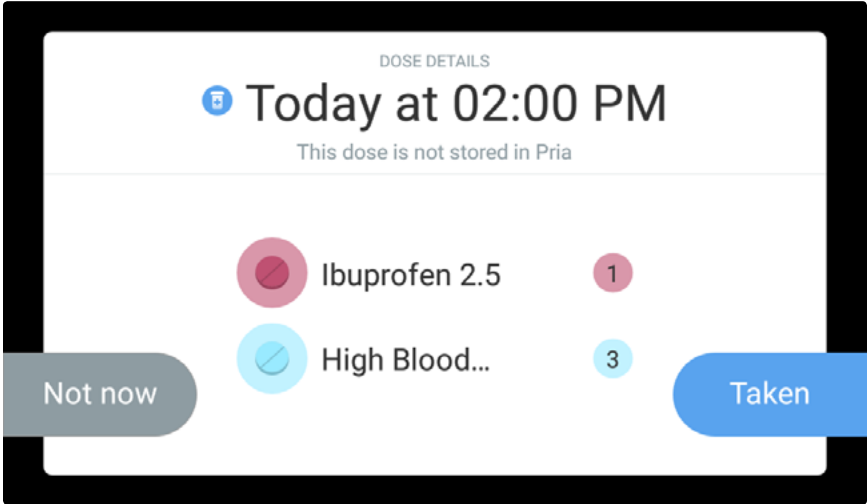 DOSE DETAILS
Today at 02:00 PM
This dose is not stored in Pria
Ibuprofen 2.5 1
High Blood... 3
Not now
Taken